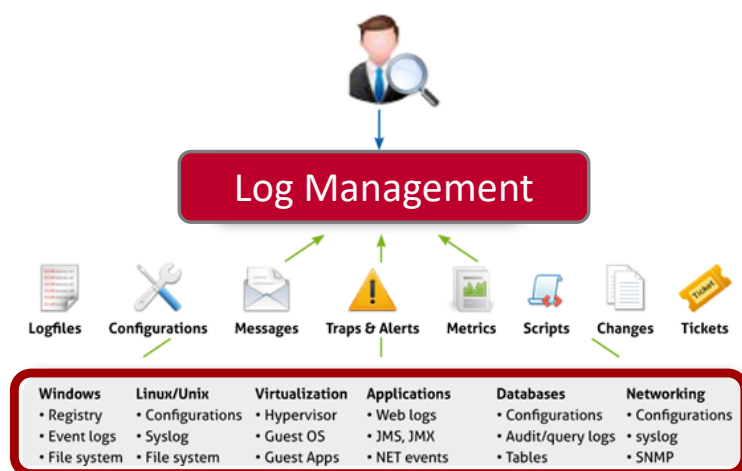 Log Management
Logfiles Configurations Messages Traps & Alerts Metrics Scripts Changes Tickets
Ticket
Windows Linux/Unix Virtualization Applications Databases Networking
• Registry • Configurations • Hypervisor • Web logs • Configurations • Configurations
• Event logs • Syslog • Guest OS • JMS, JMX • Audit/query logs • syslog
• File system • File system • Guest Apps • NET events • Tables • SNMP